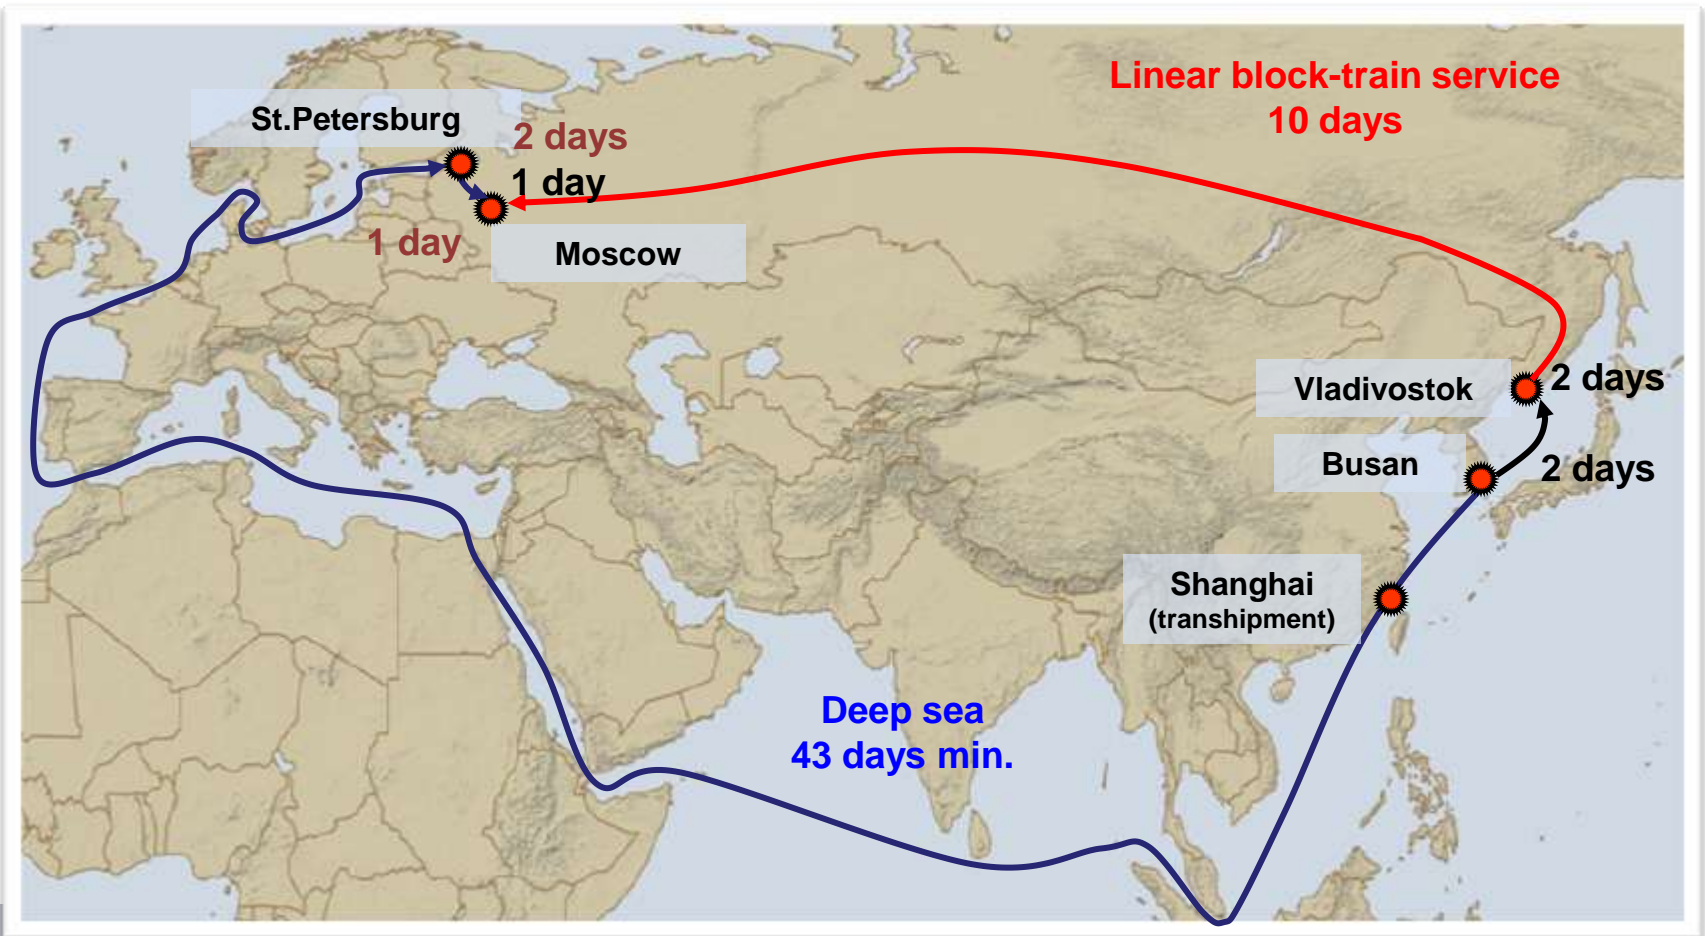 Linear block-train service
10 days
St.Petersburg
2 days
1 day
1 day
Moscow
Vladivostok
2 days
Busan
2 days
Shanghai
(transhipment)
Deep sea
43 days min.